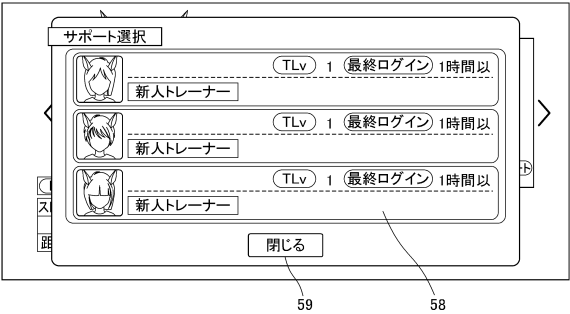 サポート選択
TLv 1 最終ログイン 1時間以
新人トレーナー
TLv 1 最終ログイン 1時間以
新人トレーナー
TLv 1 最終ログイン 1時間以
新人トレーナー
ト
ス
距
閉じる
59 58